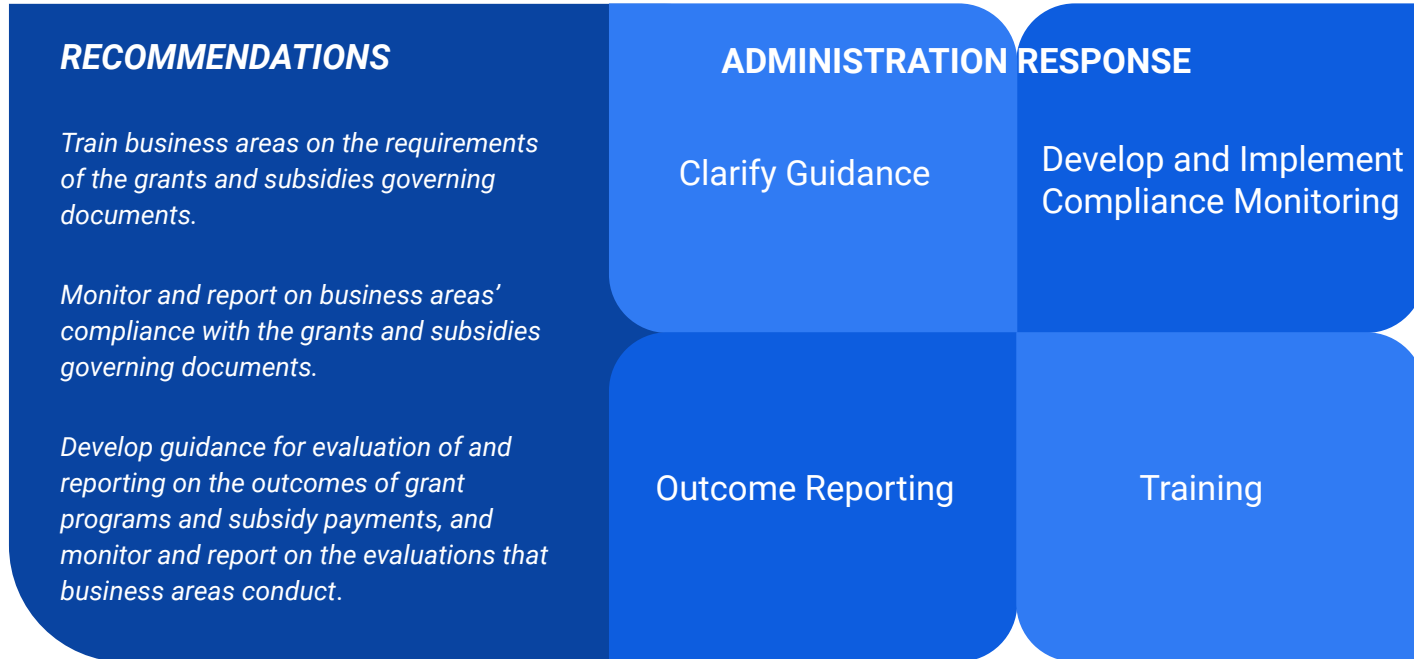 RECOMMENDATIONS
Train business areas on the requirements
of the grants and subsidies governing
documents.
Monitor and report on business areas’
compliance with the grants and subsidies
governing documents.
Develop guidance for evaluation of and
reporting on the outcomes of grant
programs and subsidy payments, and
monitor and report on the evaluations that
business areas conduct.
ADMINISTRATION RESPONSE
Clarify Guidance
Develop and Implement
Compliance Monitoring
Outcome Reporting
Training